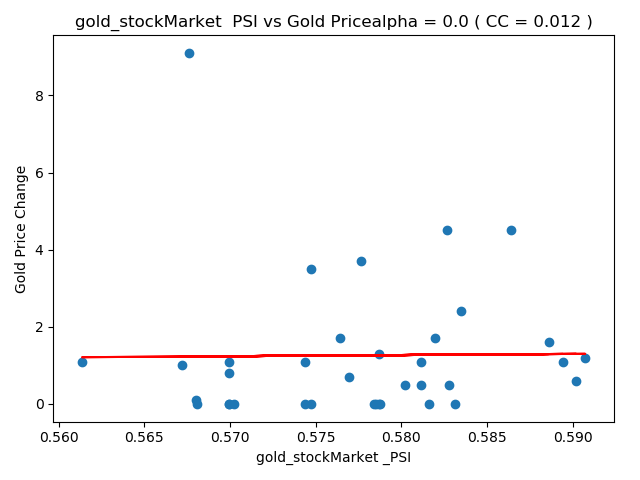 gold_stockMarket  PSI vs Gold Pricealpha = 0.0 ( CC = 0.012 )
Gold Price Change
8
6
4
2
0
0.560 0.565 0.570 0.575 0.580 0.585 0.590
gold_stockMarket _PSI